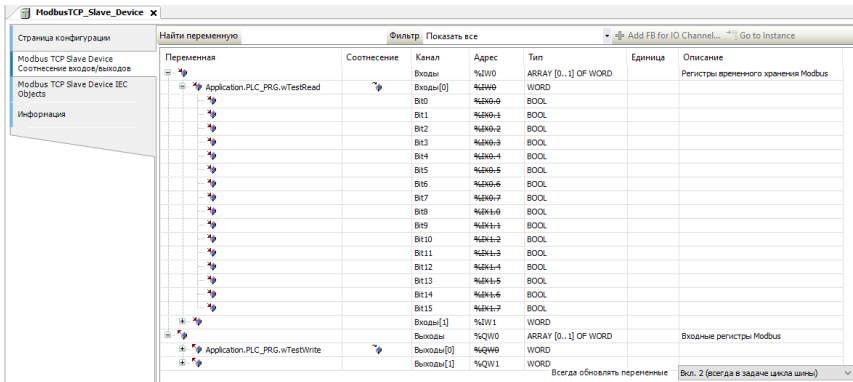 ModbusTCP_Slave_Device x
Страница конфигурации
Modbus TCP Slave Device
Соотнесение входов/выходов
Modbus TCP Slave Device IEC
Objects
Информация
Найти переменную Фильтр Показать все Add FB for IO Channel... Go to Instance
Переменная Соотнесение Канал Адрес Тип Единица Описание
Входы %IW0 ARRAY [0..1] OF WORD Регистры временного хранения Modbus
Application.PLC_PRG.wTestRead Входы[0] %IW0 WORD
Bit0 %IX0.0 BOOL
Bit1 %IX0.1 BOOL
Bit2 %IX0.2 BOOL
Bit3 %IX0.3 BOOL
Bit4 %IX0.4 BOOL
Bit5 %IX0.5 BOOL
Bit6 %IX0.6 BOOL
Bit7 %IX0.7 BOOL
Bit8 %IX1.0 BOOL
Bit9 %IX1.1 BOOL
Bit10 %IX1.2 BOOL
Bit11 %IX1.3 BOOL
Bit12 %IX1.4 BOOL
Bit13 %IX1.5 BOOL
Bit14 %IX1.6 BOOL
Bit15 %IX1.7 BOOL
Входы[1] %IW1 WORD
Выходы %QW0 ARRAY [0..1] OF WORD Входные регистры Modbus
Application.PLC_PRG.wTestWrite Выходы[0] %QW0 WORD
Выходы[1] %QW1 WORD
Всегда обновлять переменные Вкл. 2 (всегда в задаче цикла шины)